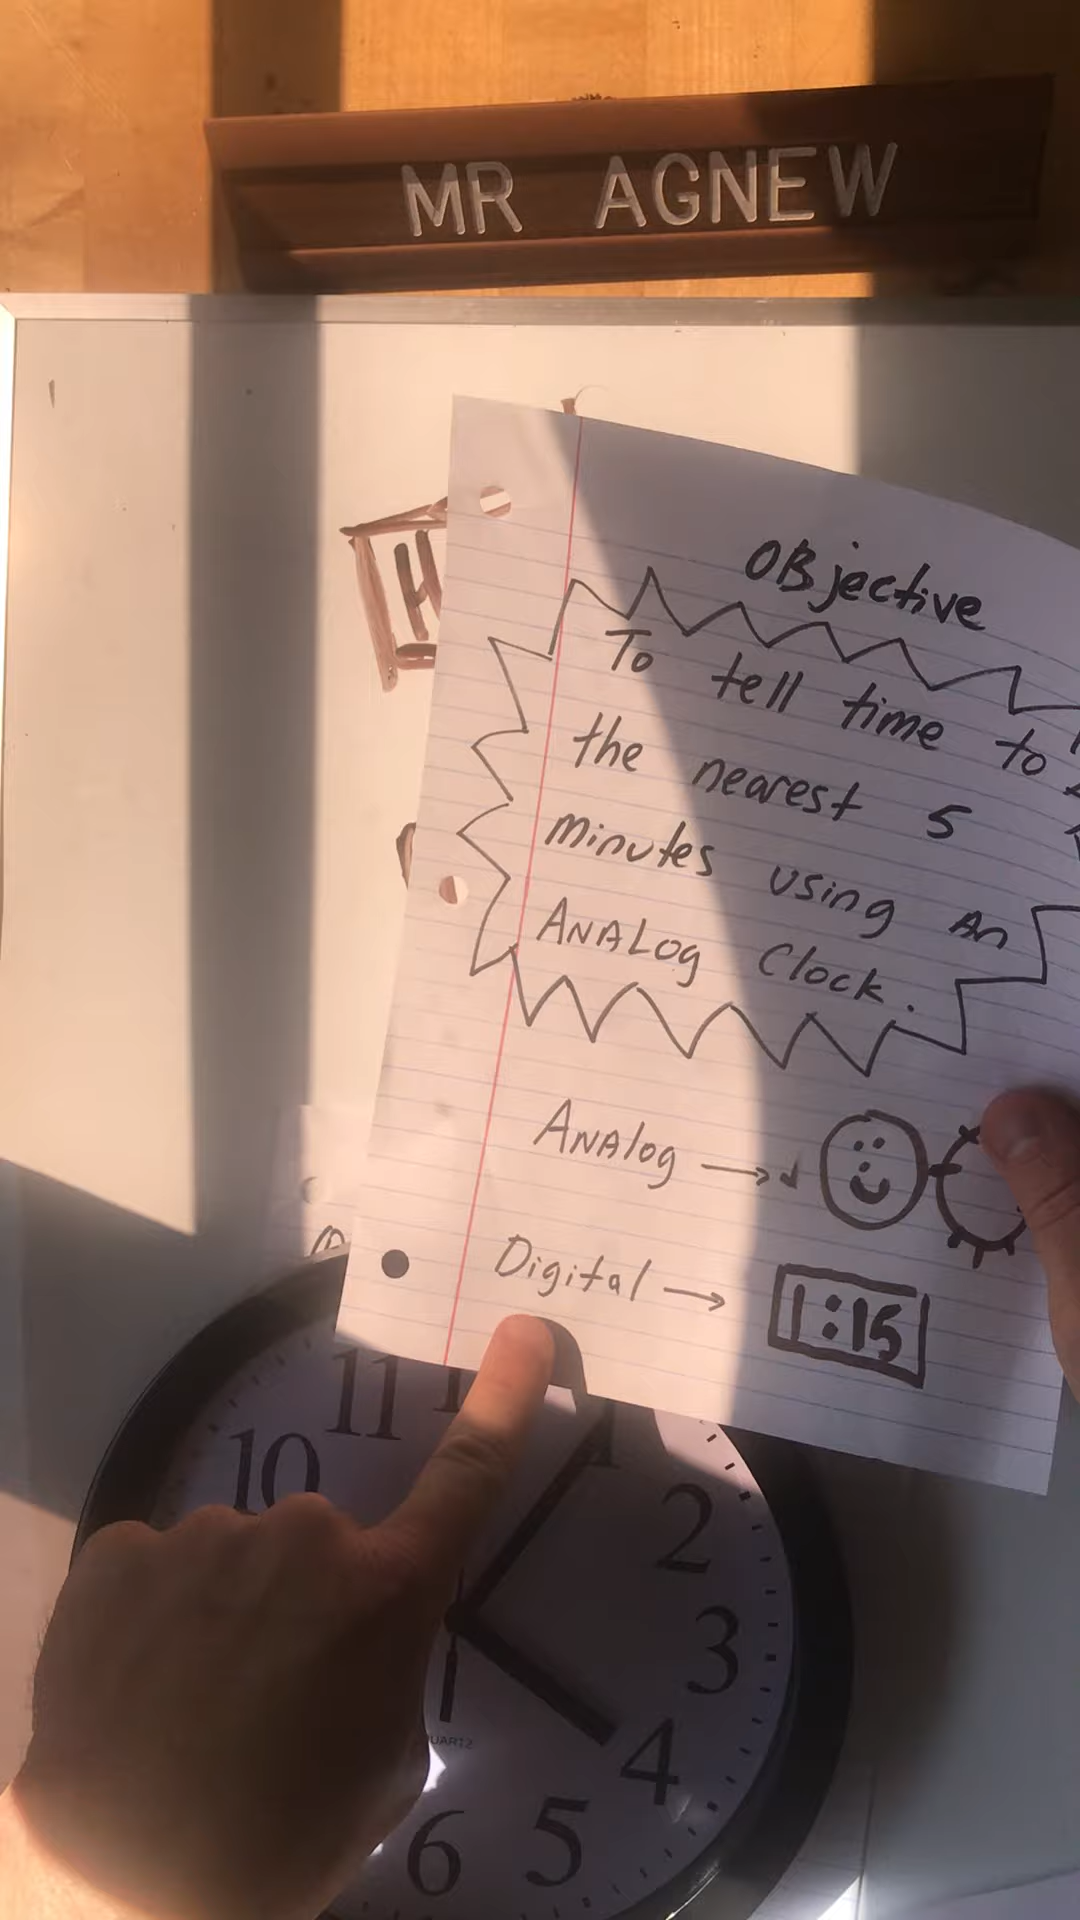 MR AGNEW
OBjective
To tell time to
the nearest 5
minutes using An
ANALog Clock.
Analog →
Digital → 1:15
11
10
2
3
4
UARTZ
5
6